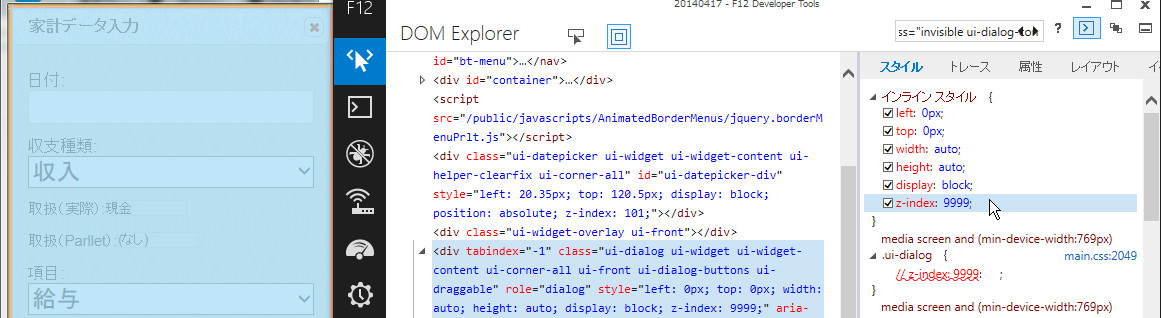 家計データ入力
日付:
収支種類:
収入
取扱(実際):現金
取扱(Parllet):(なし)
項目:
給与
F12
20140417 - F12 Developer Tools
DOM Explorer
ss="invisible ui-dialog-
?
id="bt-menu">…</nav>
<div id="container">…</div>
<script
src="/public/javascripts/AnimatedBorderMenus/jquery.borderM
enuPrlt.js"></script>
<div class="ui-datepicker ui-widget ui-widget-content ui-
helper-clearfix ui-corner-all" id="ui-datepicker-div"
style="left: 20.35px; top: 120.5px; display: block;
position: absolute; z-index: 101;"></div>
<div class="ui-widget-overlay ui-front"></div>
<div tabindex="-1" class="ui-dialog ui-widget ui-widget-
content ui-corner-all ui-front ui-dialog-buttons ui-
draggable" role="dialog" style="left: 0px; top: 0px; width:
auto; height: auto; display: block; z-index: 9999;" aria-
スタイル トレース 属性 レイアウト
インライン スタイル {
left: 0px;
top: 0px;
width: auto;
height: auto;
display: block;
z-index: 9999;
}
media screen and (min-device-width:769px)
.ui-dialog { main.css:2049
// z-index: 9999: ;
}
media screen and (min-device-width:769px)